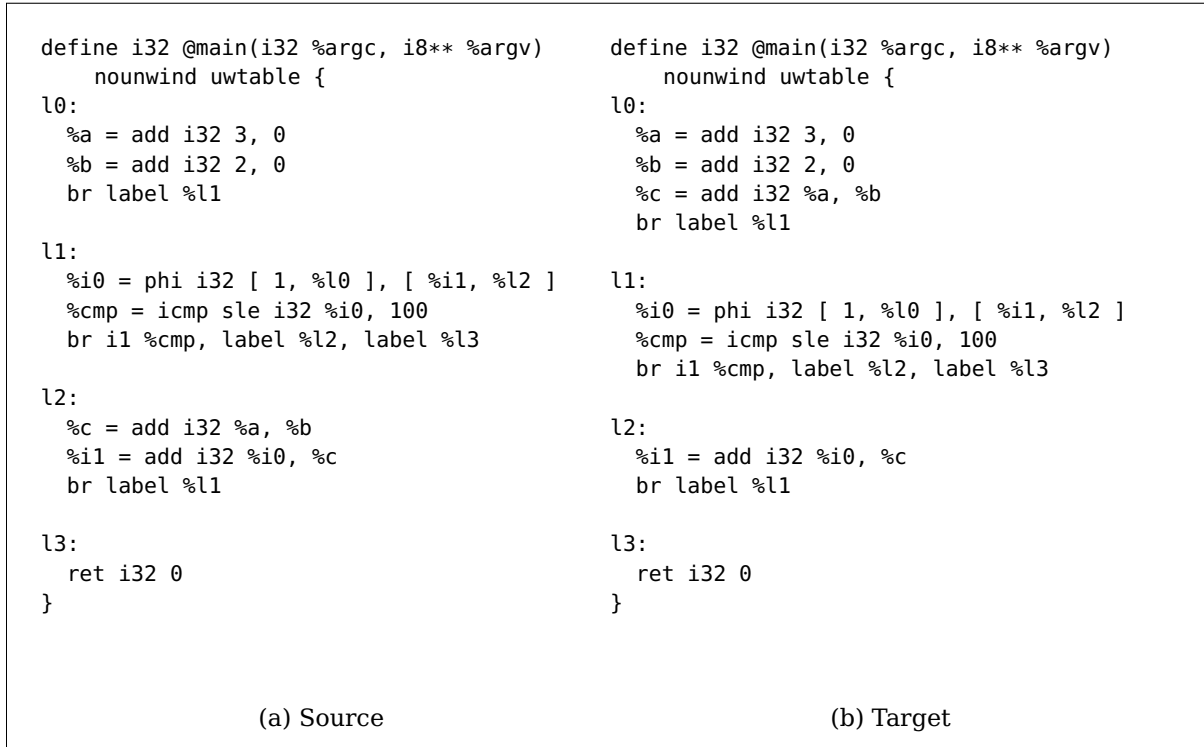 define i32 @main(i32 %argc, i8** %argv)
    nounwind uwtable {
l0:
  %a = add i32 3, 0
  %b = add i32 2, 0
  br label %l1

l1:
  %i0 = phi i32 [ 1, %l0 ], [ %i1, %l2 ]
  %cmp = icmp sle i32 %i0, 100
  br i1 %cmp, label %l2, label %l3

l2:
  %c = add i32 %a, %b
  %i1 = add i32 %i0, %c
  br label %l1

l3:
  ret i32 0
}
(a) Source
define i32 @main(i32 %argc, i8** %argv)
    nounwind uwtable {
l0:
  %a = add i32 3, 0
  %b = add i32 2, 0
  %c = add i32 %a, %b
  br label %l1

l1:
  %i0 = phi i32 [ 1, %l0 ], [ %i1, %l2 ]
  %cmp = icmp sle i32 %i0, 100
  br i1 %cmp, label %l2, label %l3

l2:
  %i1 = add i32 %i0, %c
  br label %l1

l3:
  ret i32 0
}
(b) Target